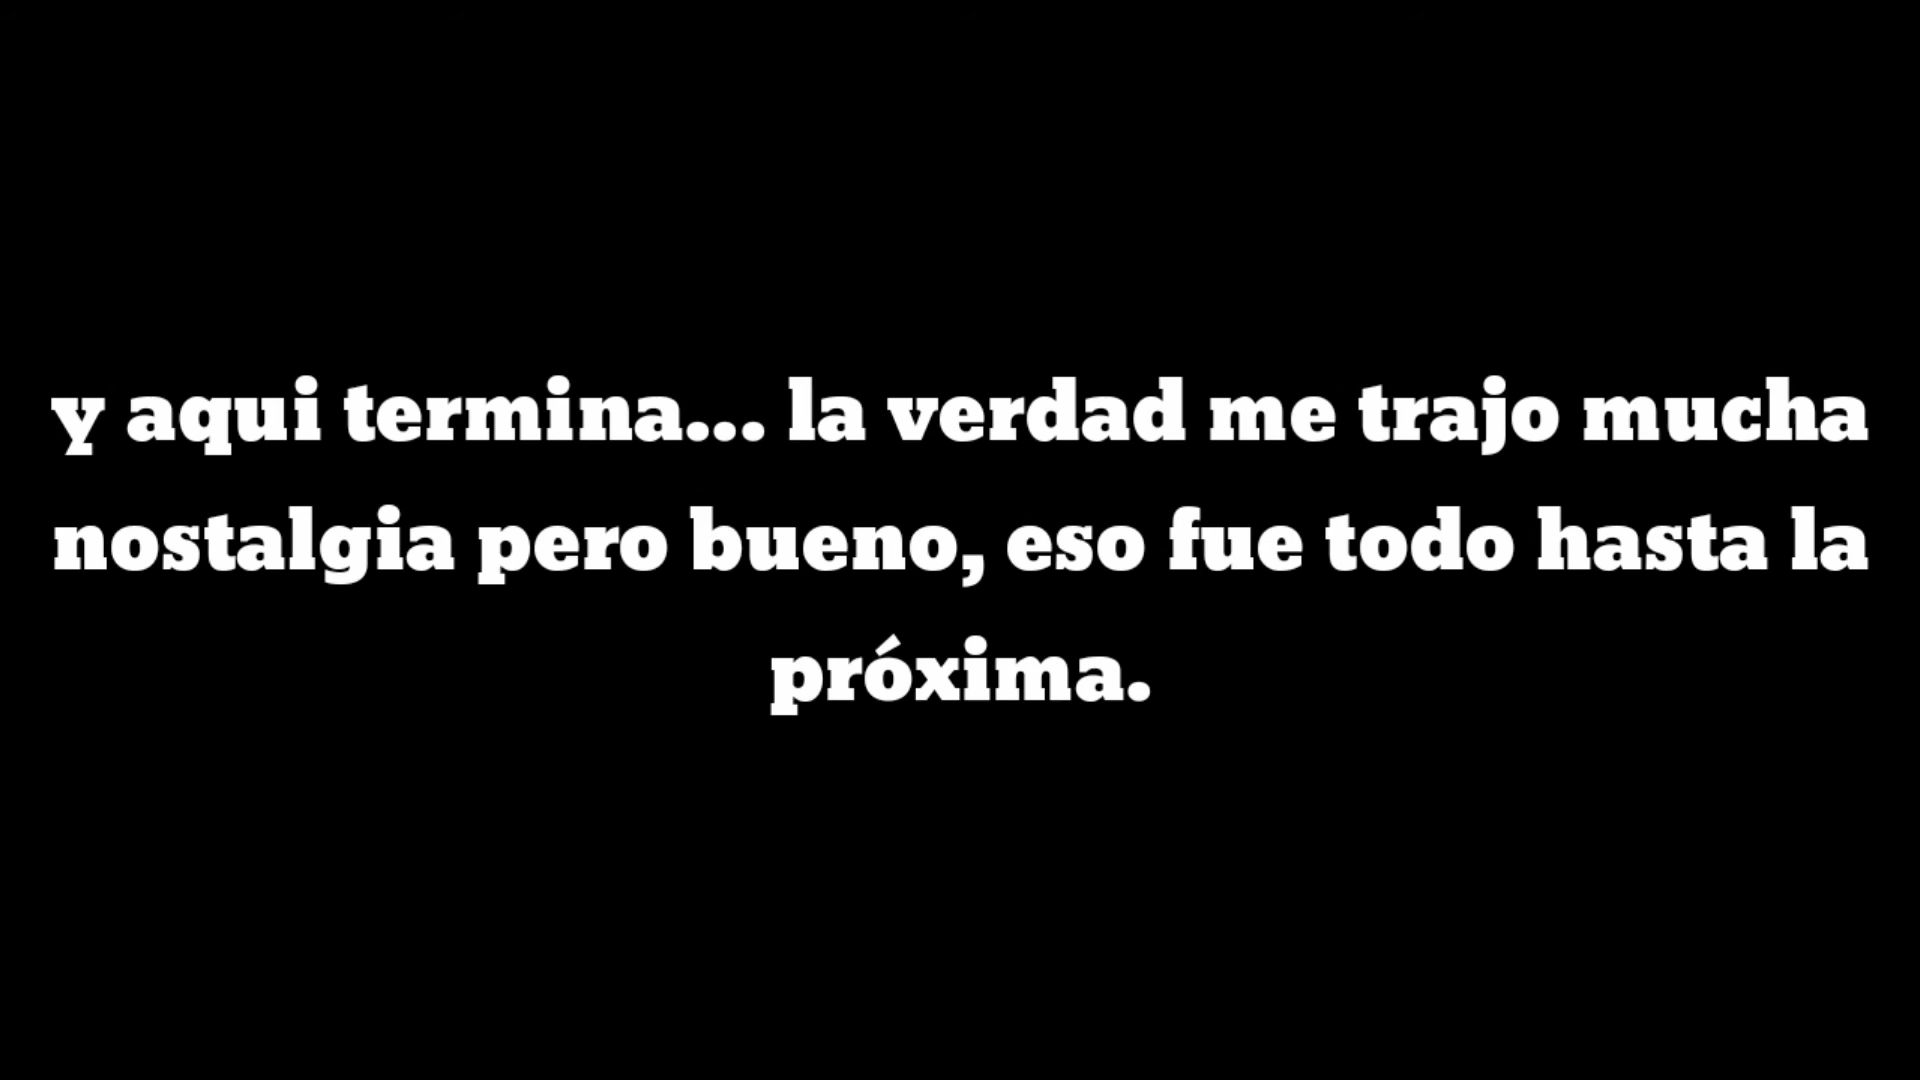 y aqui termina... la verdad me trajo mucha
nostalgia pero bueno, eso fue todo hasta la
próxima.